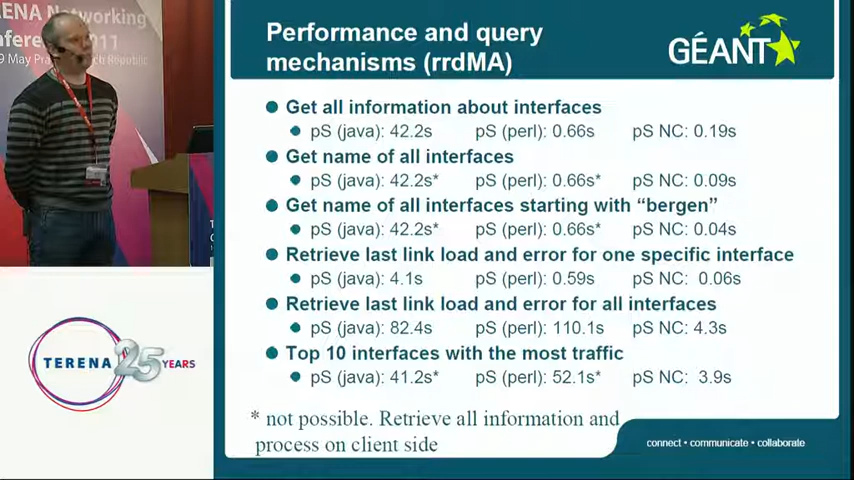 RENA Networking
onference 2011
9 May Pra Czech Republic
TERENA 25 YEARS
Performance and query
mechanisms (rrdMA)
GÉANT
Get all information about interfaces
pS (java): 42.2s pS (perl): 0.66s pS NC: 0.19s
Get name of all interfaces
pS (java): 42.2s* pS (perl): 0.66s* pS NC: 0.09s
Get name of all interfaces starting with “bergen”
pS (java): 42.2s* pS (perl): 0.66s* pS NC: 0.04s
Retrieve last link load and error for one specific interface
pS (java): 4.1s pS (perl): 0.59s pS NC: 0.06s
Retrieve last link load and error for all interfaces
pS (java): 82.4s pS (perl): 110.1s pS NC: 4.3s
Top 10 interfaces with the most traffic
pS (java): 41.2s* pS (perl): 52.1s* pS NC: 3.9s
* not possible. Retrieve all information and
process on client side
connect • communicate • collaborate